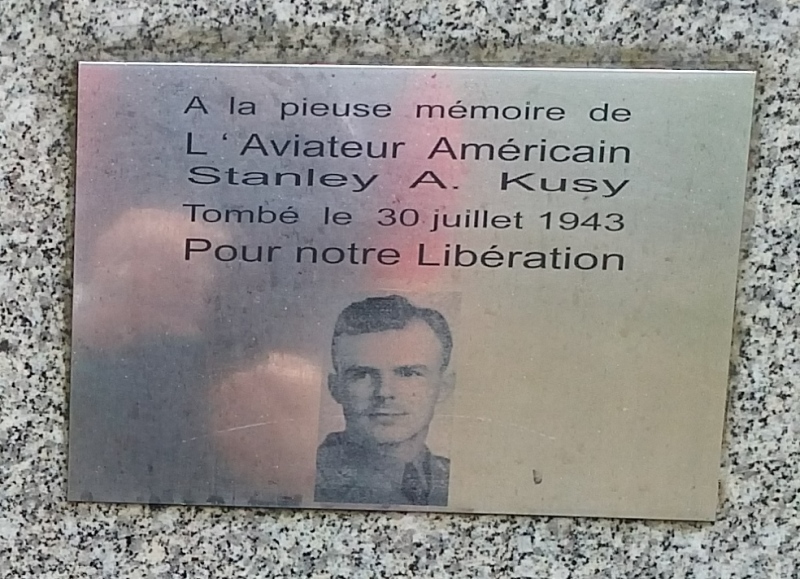 A la pieuse mémoire de
L'Aviateur Américain
Stanley A. Kusy
Tombé le 30 juillet 1943
Pour notre Libération